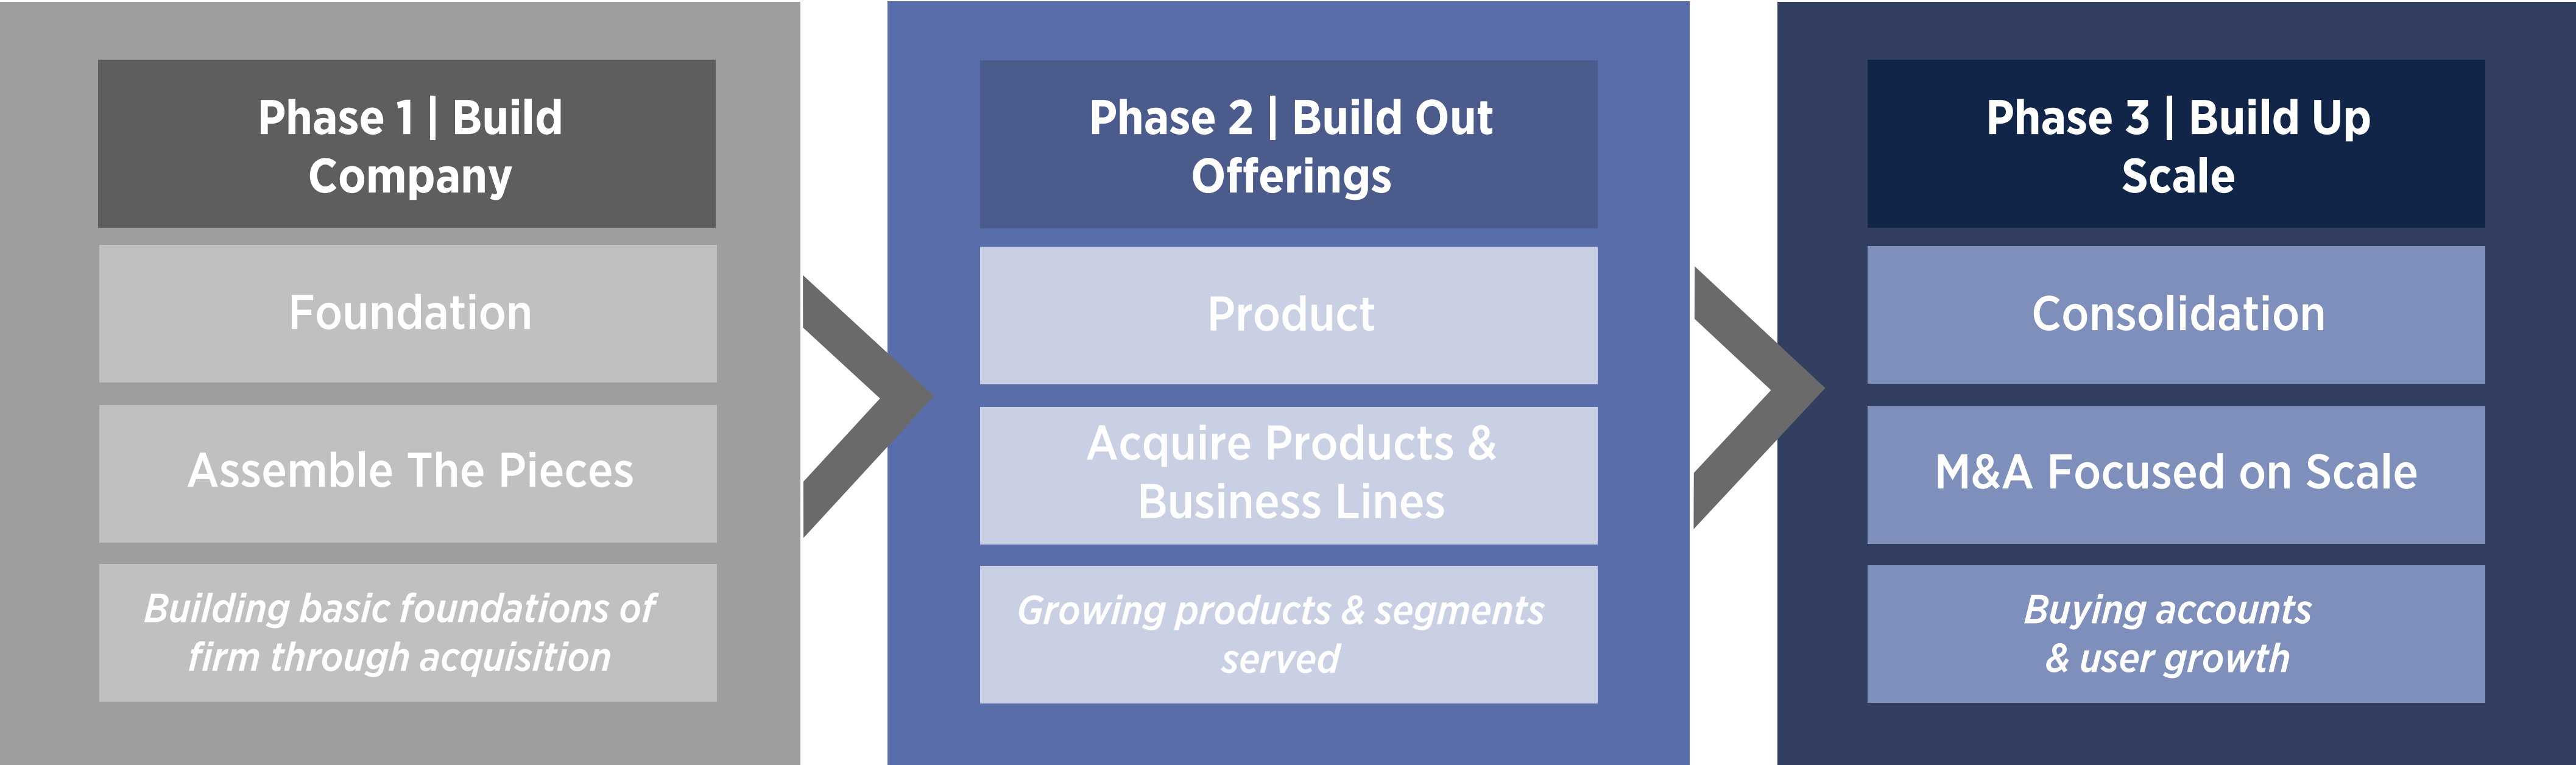 Phase 1 | Build
Company
Foundation
Assemble The Pieces
Building basic foundations of
firm through acquisition
Phase 2 | Build Out
Offerings
Product
Acquire Products &
Business Lines
Growing products & segments
served
Phase 3 | Build Up
Scale
Consolidation
M&A Focused on Scale
Buying accounts
& user growth